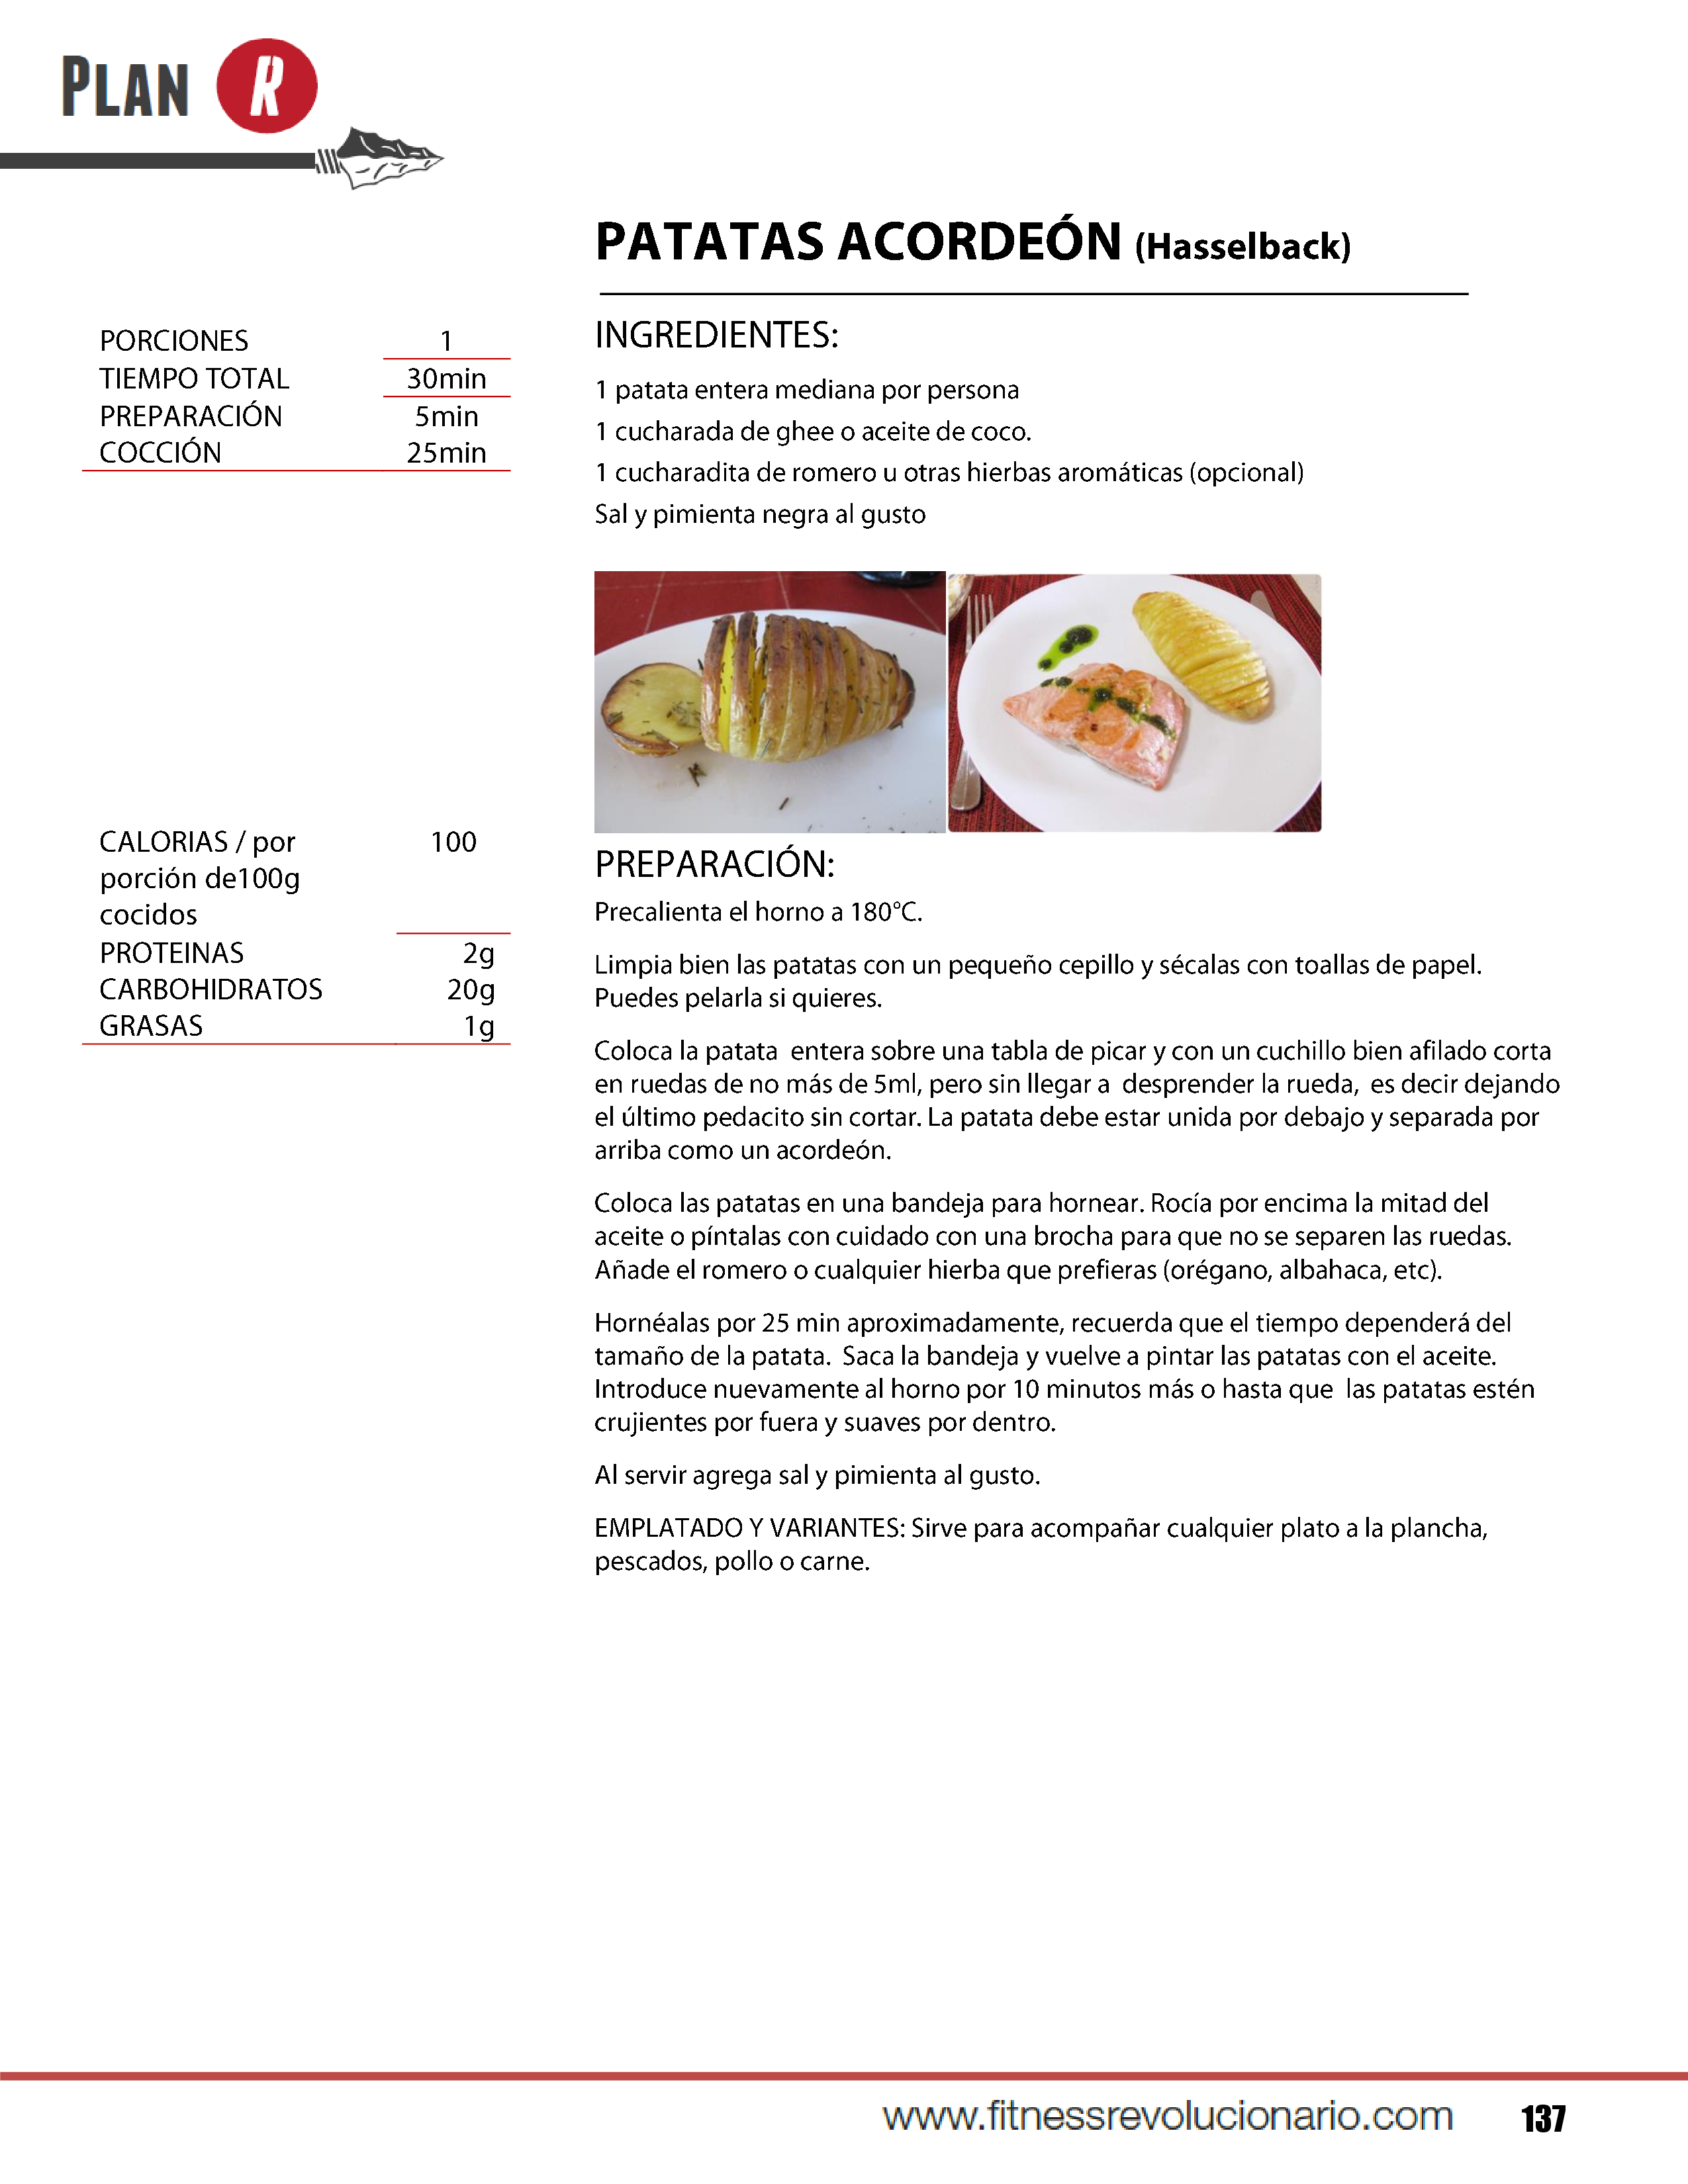 PLAN R
PATATAS ACORDEÓN (Hasselback)
PORCIONES 1
TIEMPO TOTAL 30min
PREPARACIÓN 5min
COCCIÓN 25min
INGREDIENTES:
1 patata entera mediana por persona
1 cucharada de ghee o aceite de coco.
1 cucharadita de romero u otras hierbas aromáticas (opcional)
Sal y pimienta negra al gusto
CALORIAS / por 100
porción de100g
cocidos
PROTEINAS 2g
CARBOHIDRATOS 20g
GRASAS 1g
PREPARACIÓN:
Precalienta el horno a 180°C.
Limpia bien las patatas con un pequeño cepillo y sécalas con toallas de papel.
Puedes pelarla si quieres.
Coloca la patata  entera sobre una tabla de picar y con un cuchillo bien afilado corta
en ruedas de no más de 5ml, pero sin llegar a  desprender la rueda,  es decir dejando
el último pedacito sin cortar. La patata debe estar unida por debajo y separada por
arriba como un acordeón.
Coloca las patatas en una bandeja para hornear. Rocía por encima la mitad del
aceite o píntalas con cuidado con una brocha para que no se separen las ruedas.
Añade el romero o cualquier hierba que prefieras (orégano, albahaca, etc).
Hornéalas por 25 min aproximadamente, recuerda que el tiempo dependerá del
tamaño de la patata.  Saca la bandeja y vuelve a pintar las patatas con el aceite.
Introduce nuevamente al horno por 10 minutos más o hasta que  las patatas estén
crujientes por fuera y suaves por dentro.
Al servir agrega sal y pimienta al gusto.
EMPLATADO Y VARIANTES: Sirve para acompañar cualquier plato a la plancha,
pescados, pollo o carne.
www.fitnessrevolucionario.com 137